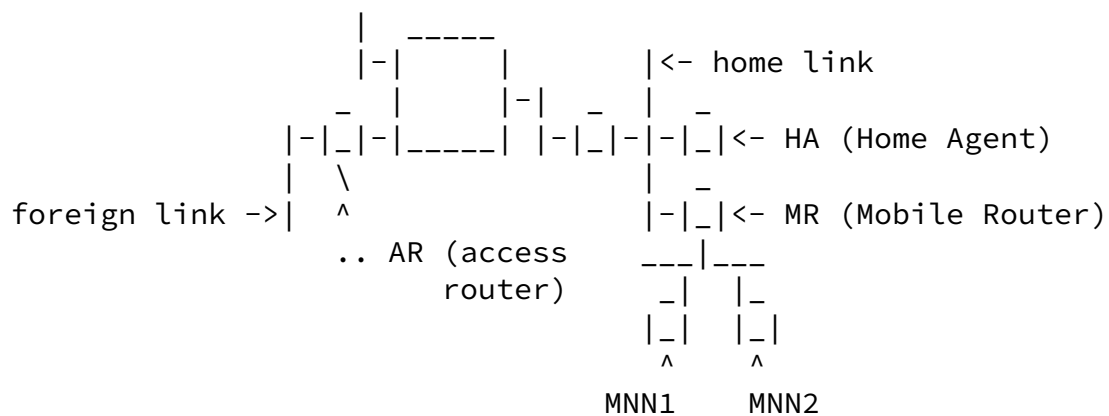 <- home link
<- HA (Home Agent)
foreign link ->
<- MR (Mobile Router)
.. AR (access
router)
MNN1 MNN2